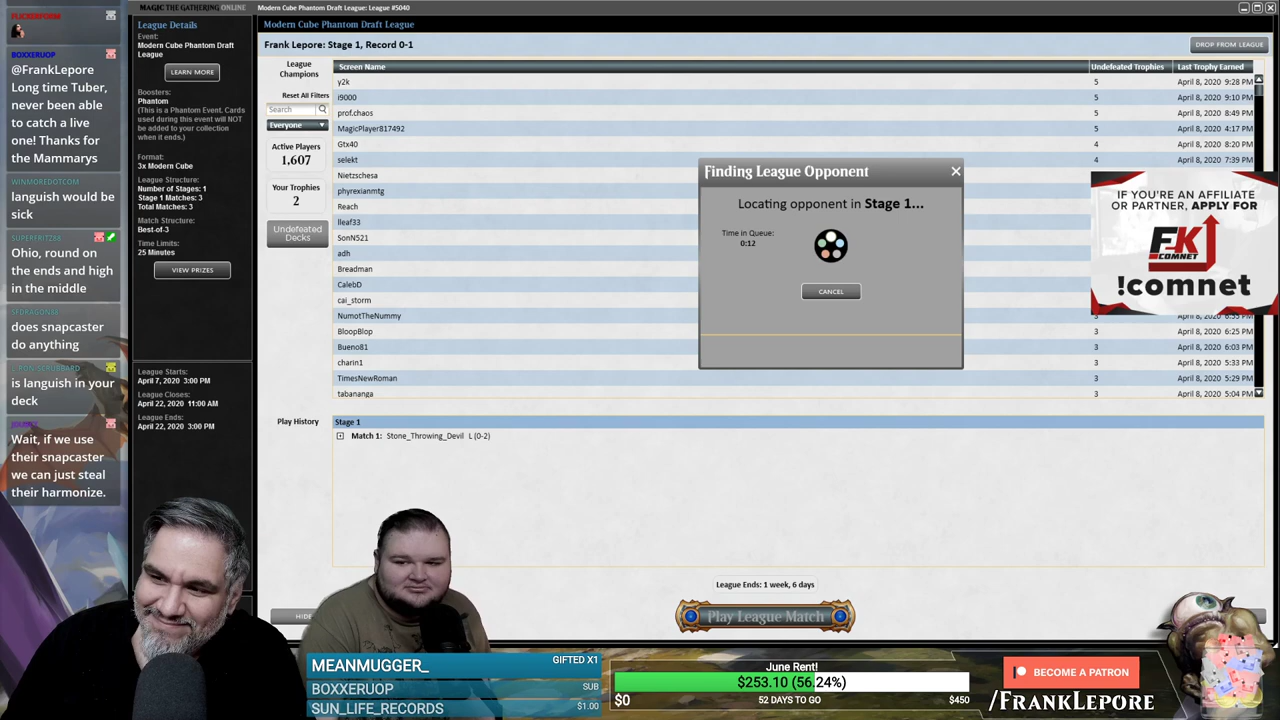 FLICKERFORM
BOXXERUOP
@FrankLepore
Long time Tuber,
never been able
to catch a live
one! Thanks for
the Mammarys
WINMOREDOTCOM
languish would be
sick
SUPERFRITZ88
Ohio, round on
the ends and high
in the middle
SFDRAGON88
does snapcaster
do anything
is languish in your
deck
Wait, if we use
their snapcaster
we can just steal
their harmonize.
MAGIC THE GATHERING ONLINE
Modern Cube Phantom Draft League: League #5040
League Details
Event:
Modern Cube Phantom Draft
League
LEARN MORE
Boosters:
Phantom
(This is a Phantom Event. Cards
used during this event will NOT
be added to your collection
when it ends.)
Format:
3x Modern Cube
League Structure:
Number of Stages: 1
Stage 1 Matches: 3
Total Matches: 3
Match Structure:
Best-of-3
Time Limits:
25 Minutes
VIEW PRIZES
League Starts:
April 7, 2020 3:00 PM
League Closes:
April 22, 2020 11:00 AM
League Ends:
April 22, 2020 3:00 PM
Modern Cube Phantom Draft League
Frank Lepore: Stage 1, Record 0-1
DROP FROM LEAGUE
League
Champions
Reset All Filters
Search
Everyone
Active Players
1,607
Your Trophies
2
Undefeated
Decks
Screen Name Undefeated Trophies Last Trophy Earned
y2k 5 April 8, 2020 9:28 PM
i9000 5 April 8, 2020 9:10 PM
prof.chaos 5 April 8, 2020 8:49 PM
MagicPlayer817492 5 April 8, 2020 4:17 PM
Gtx40 4 April 8, 2020 8:20 PM
selekt 4 April 8, 2020 7:39 PM
Nietzschesa
phyrexianmtg
Reach
lleaf33
SonN521
adh
Breadman
CalebD
cai_storm
NumotTheNummy 3 April 8, 2020 6:35 PM
BloopBlop 3 April 8, 2020 6:25 PM
Bueno81 3 April 8, 2020 6:03 PM
charin1 3 April 8, 2020 5:33 PM
TimesNewRoman 3 April 8, 2020 5:29 PM
tabananga 3 April 8, 2020 5:04 PM
Finding League Opponent
Locating opponent in Stage 1...
Time in Queue:
0:12
CANCEL
IF YOU'RE AN AFFILIATE
OR PARTNER, APPLY FOR
F2K
COMNET
!comnet
Play History
Stage 1
Match 1: Stone_Throwing_Devil L (0-2)
League Ends: 1 week, 6 days
HIDE
Play League Match
MEANMUGGER_ GIFTED X1
BOXXERUOP SUB
SUN_LIFE_RECORDS $1.00
June Rent!
$253.10 (56.24%)
$0 52 DAYS TO GO $450
BECOME A PATRON
/FRANKLEPORE